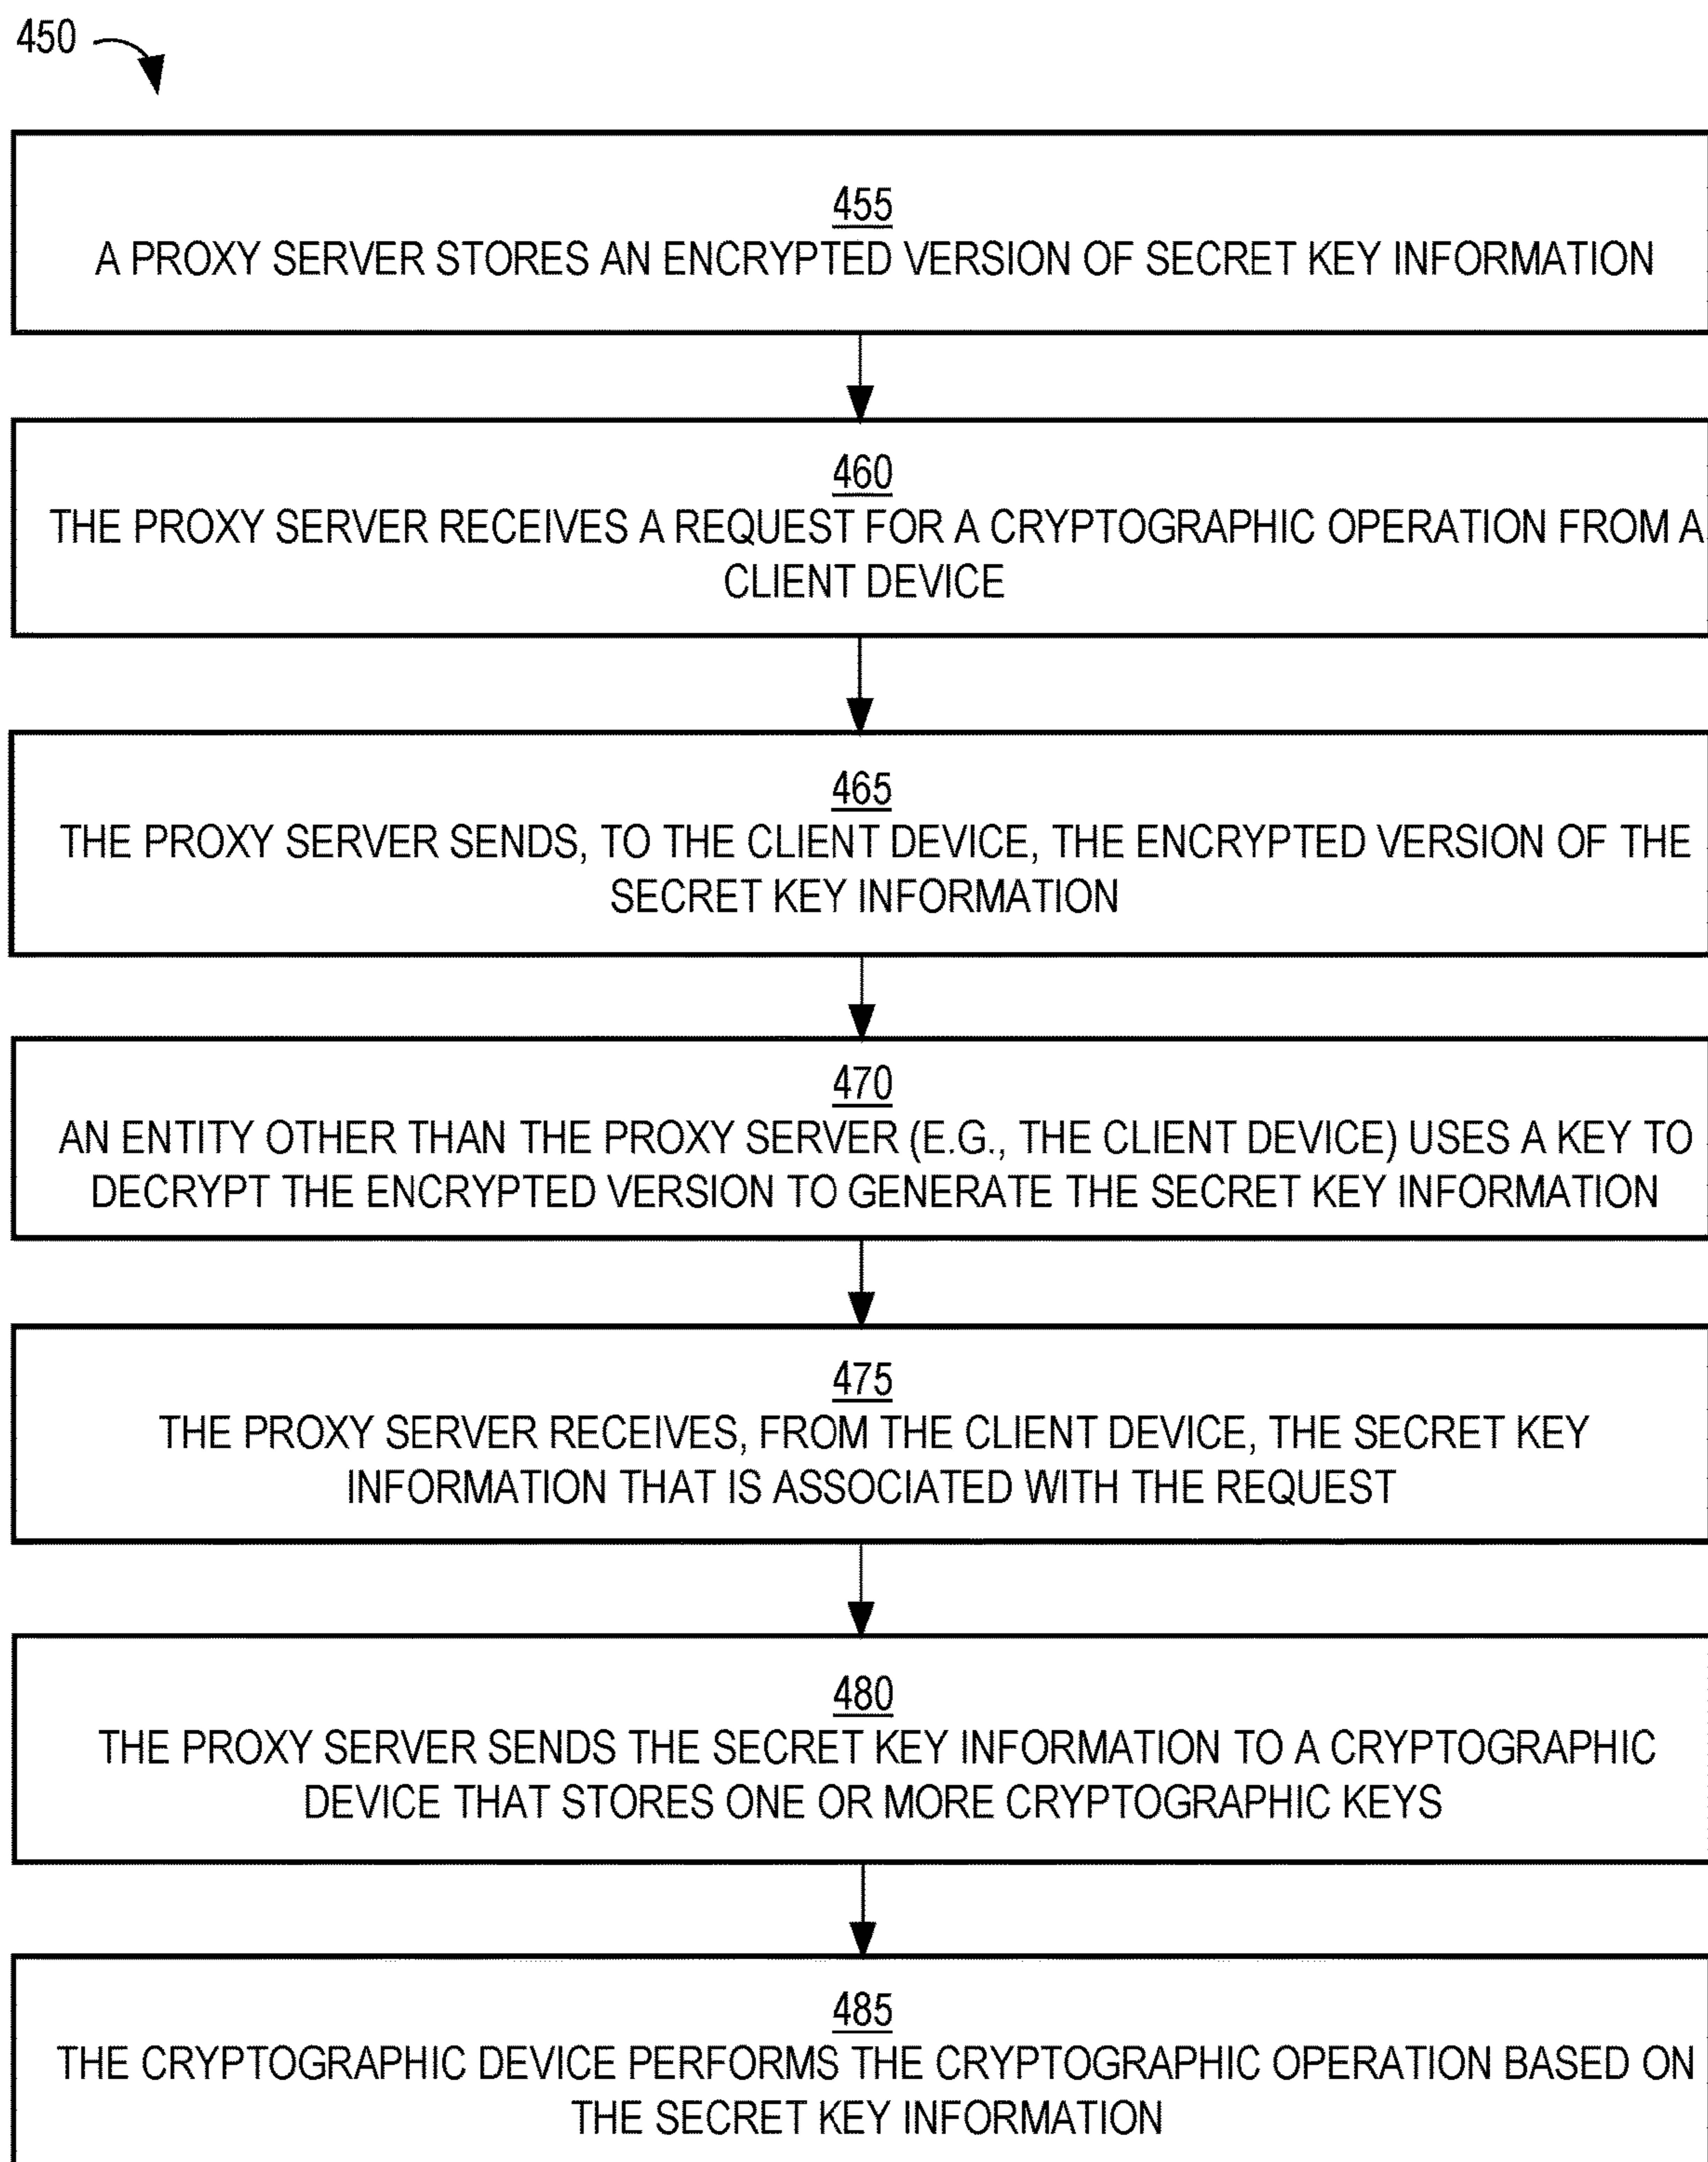 450
455
A PROXY SERVER STORES AN ENCRYPTED VERSION OF SECRET KEY INFORMATION
460
THE PROXY SERVER RECEIVES A REQUEST FOR A CRYPTOGRAPHIC OPERATION FROM A
CLIENT DEVICE
465
THE PROXY SERVER SENDS, TO THE CLIENT DEVICE, THE ENCRYPTED VERSION OF THE
SECRET KEY INFORMATION
470
AN ENTITY OTHER THAN THE PROXY SERVER (E.G., THE CLIENT DEVICE) USES A KEY TO
DECRYPT THE ENCRYPTED VERSION TO GENERATE THE SECRET KEY INFORMATION
475
THE PROXY SERVER RECEIVES, FROM THE CLIENT DEVICE, THE SECRET KEY
INFORMATION THAT IS ASSOCIATED WITH THE REQUEST
480
THE PROXY SERVER SENDS THE SECRET KEY INFORMATION TO A CRYPTOGRAPHIC
DEVICE THAT STORES ONE OR MORE CRYPTOGRAPHIC KEYS
485
THE CRYPTOGRAPHIC DEVICE PERFORMS THE CRYPTOGRAPHIC OPERATION BASED ON
THE SECRET KEY INFORMATION